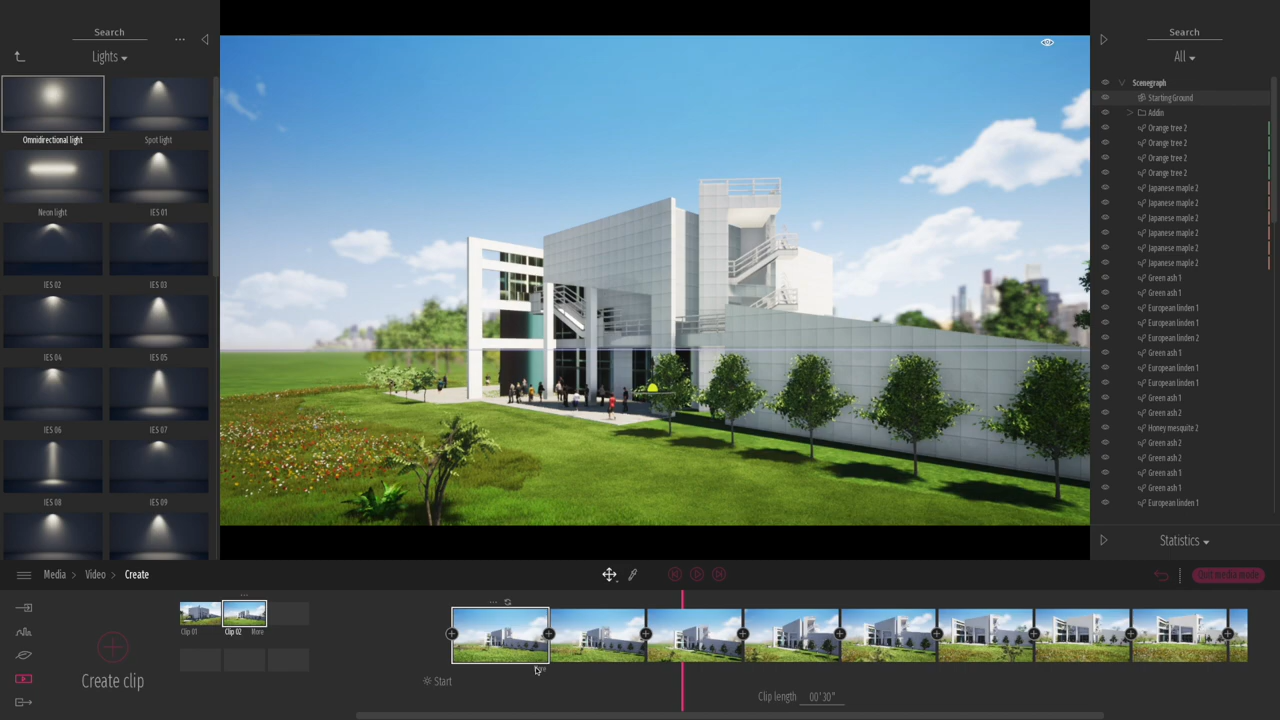 Search
Lights
Omnidirectional light
Spot light
Neon light
IES 01
IES 02
IES 03
IES 04
IES 05
IES 06
IES 07
IES 08
IES 09
Search
All
Scenegraph
Starting Ground
Addin
Orange tree 2
Orange tree 2
Orange tree 2
Orange tree 2
Japanese maple 2
Japanese maple 2
Japanese maple 2
Japanese maple 2
Japanese maple 2
Japanese maple 2
Green ash 1
Green ash 1
European linden 1
European linden 1
European linden 2
Green ash 1
European linden 1
European linden 1
Green ash 1
Green ash 2
Honey mesquite 2
Green ash 2
Green ash 2
Green ash 1
Green ash 1
European linden 1
Statistics
Media > Video > Create
Quit media mode
Clip 01
Clip 02
More
Create clip
Start
Clip length 00'30"